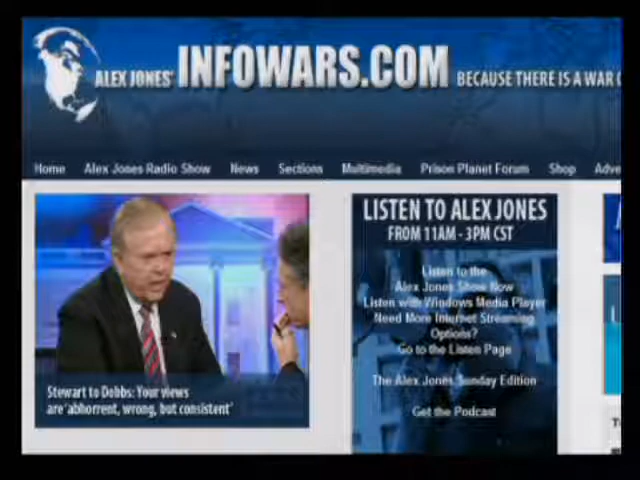 ALEX JONES' INFOWARS.COM BECAUSE THERE IS A WAR
Home Alex Jones Radio Show News Sections Multimedia Prison Planet Forum Shop Adve
LISTEN TO ALEX JONES
FROM 11AM - 3PM CST
Listen to the
Alex Jones Show Now
Listen with Windows Media Player
Need More Internet Streaming
Options?
Go to the Listen Page
The Alex Jones Sunday Edition
Get the Podcast
Stewart to Dobbs: Your views
are 'abhorrent, wrong, but consistent'